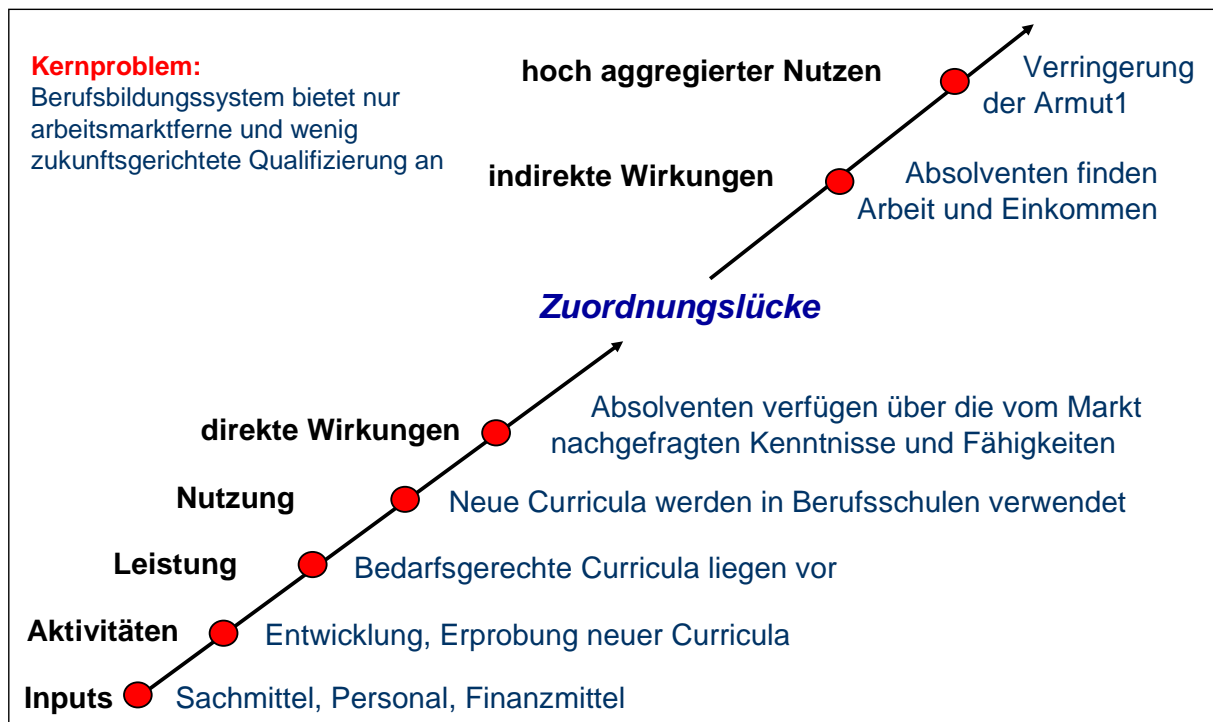 Kernproblem:
Berufsbildungssystem bietet nur
arbeitsmarktferne und wenig
zukunftsgerichtete Qualifizierung an
hoch aggregierter Nutzen
Verringerung
der Armut1
indirekte Wirkungen
Absolventen finden
Arbeit und Einkommen
Zuordnungslücke
direkte Wirkungen
Absolventen verfügen über die vom Markt
nachgefragten Kenntnisse und Fähigkeiten
Nutzung
Neue Curricula werden in Berufsschulen verwendet
Leistung
Bedarfsgerechte Curricula liegen vor
Aktivitäten
Entwicklung, Erprobung neuer Curricula
Inputs
Sachmittel, Personal, Finanzmittel